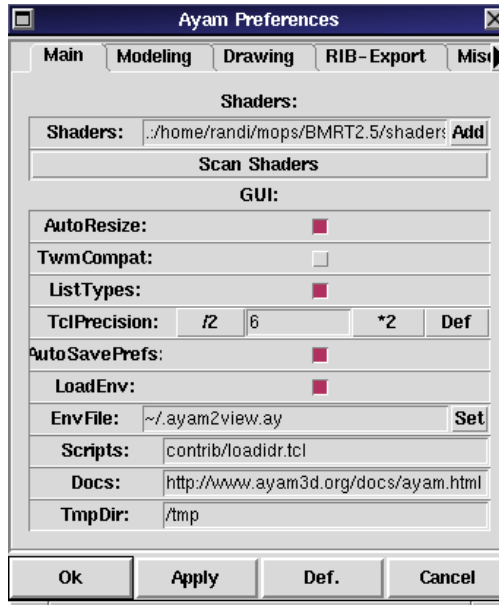 Ayam Preferences
Main Modeling Drawing RIB-Export Misc
Shaders:
Shaders: .:/home/randi/mops/BMRT2.5/shaders Add
Scan Shaders
GUI:
AutoResize:
TwmCompat:
ListTypes:
TclPrecision: /2 6 *2 Def
AutoSavePrefs:
LoadEnv:
EnvFile: ~/.ayam2view.ay Set
Scripts: contrib/loadidr.tcl
Docs: http://www.ayam3d.org/docs/ayam.html
TmpDir: /tmp
Ok Apply Def. Cancel